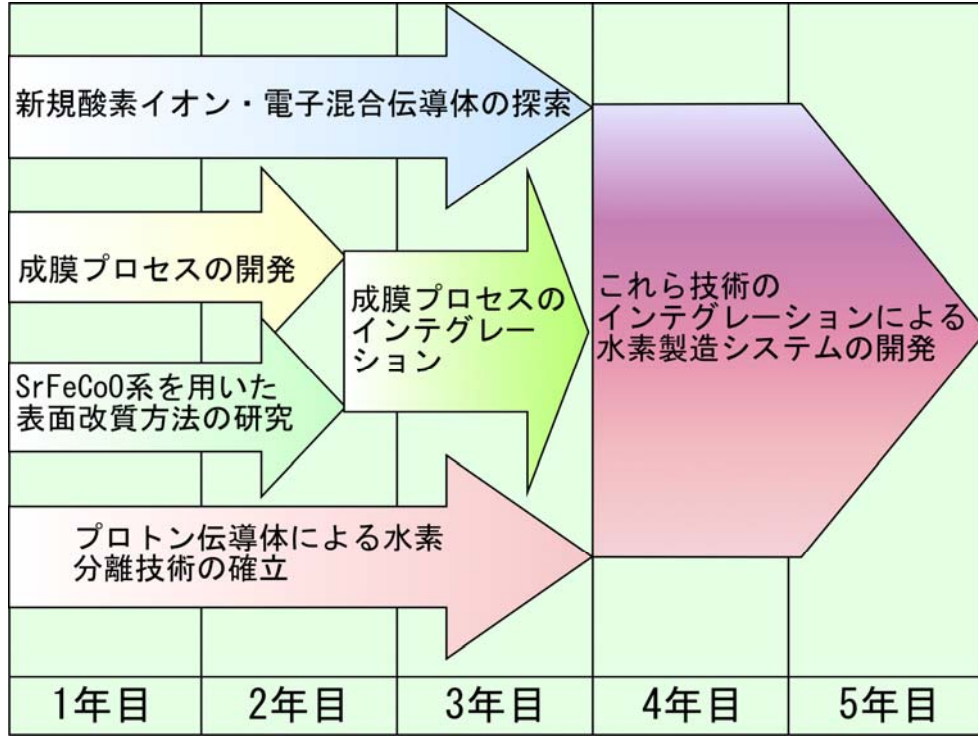 新規酸素イオン・電子混合伝導体の探索
成膜プロセスの開発
SrFeCoO系を用いた
表面改質方法の研究
成膜プロセスの
インテグレー
ション
プロトン伝導体による水素
分離技術の確立
これら技術の
インテグレーションによる
水素製造システムの開発
1年目
2年目
3年目
4年目
5年目